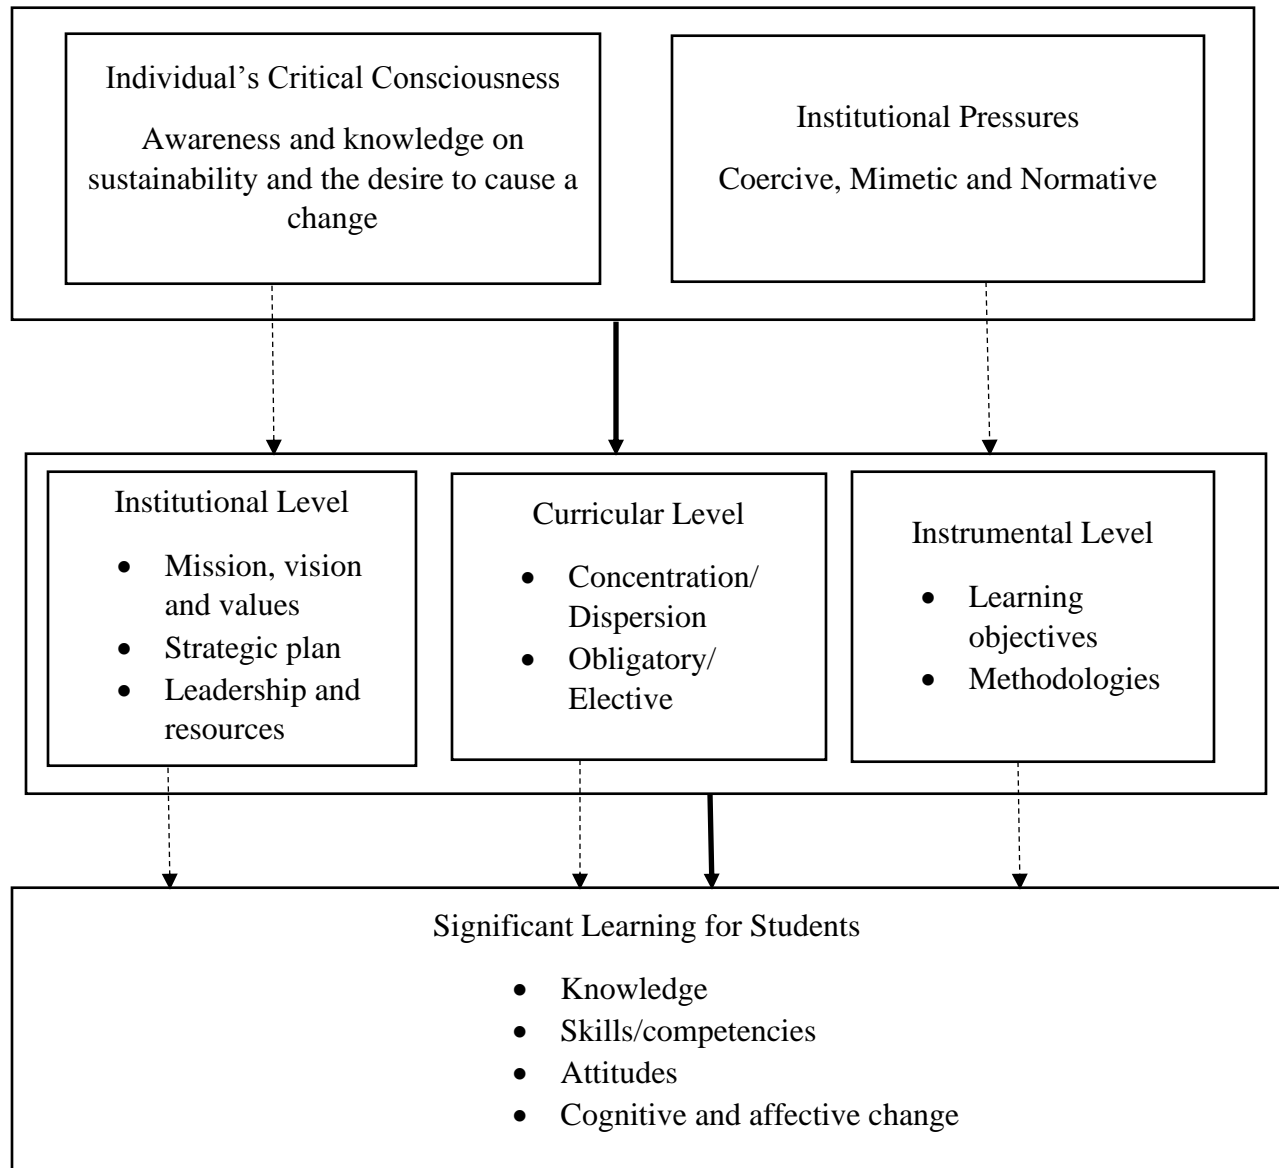 Individual’s Critical Consciousness
Awareness and knowledge on
sustainability and the desire to cause a
change
Institutional Pressures
Coercive, Mimetic and Normative
Institutional Level
• Mission, vision
and values
• Strategic plan
• Leadership and
resources
Curricular Level
• Concentration/
Dispersion
• Obligatory/
Elective
Instrumental Level
• Learning
objectives
• Methodologies
Significant Learning for Students
• Knowledge
• Skills/competencies
• Attitudes
• Cognitive and affective change